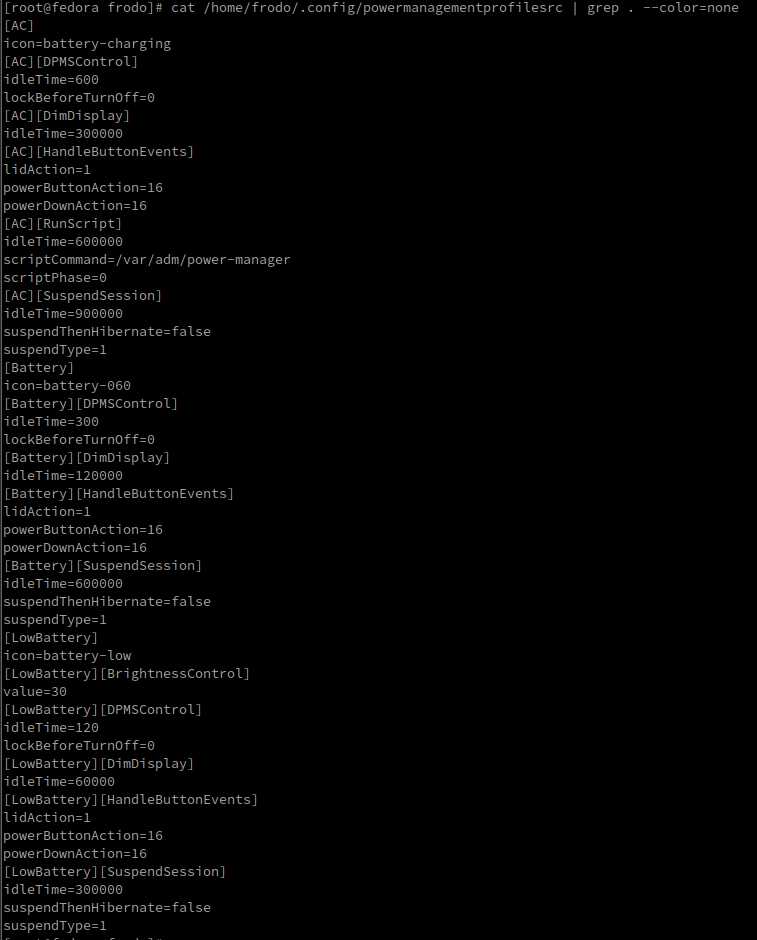 [root@fedora frodo]# cat /home/frodo/.config/powermanagementprofilesrc | grep . --color=none
[AC]
icon=battery-charging
[AC][DPMSControl]
idleTime=600
lockBeforeTurnOff=0
[AC][DimDisplay]
idleTime=300000
[AC][HandleButtonEvents]
lidAction=1
powerButtonAction=16
powerDownAction=16
[AC][RunScript]
idleTime=600000
scriptCommand=/var/adm/power-manager
scriptPhase=0
[AC][SuspendSession]
idleTime=900000
suspendThenHibernate=false
suspendType=1
[Battery]
icon=battery-060
[Battery][DPMSControl]
idleTime=300
lockBeforeTurnOff=0
[Battery][DimDisplay]
idleTime=120000
[Battery][HandleButtonEvents]
lidAction=1
powerButtonAction=16
powerDownAction=16
[Battery][SuspendSession]
idleTime=600000
suspendThenHibernate=false
suspendType=1
[LowBattery]
icon=battery-low
[LowBattery][BrightnessControl]
value=30
[LowBattery][DPMSControl]
idleTime=120
lockBeforeTurnOff=0
[LowBattery][DimDisplay]
idleTime=60000
[LowBattery][HandleButtonEvents]
lidAction=1
powerButtonAction=16
powerDownAction=16
[LowBattery][SuspendSession]
idleTime=300000
suspendThenHibernate=false
suspendType=1